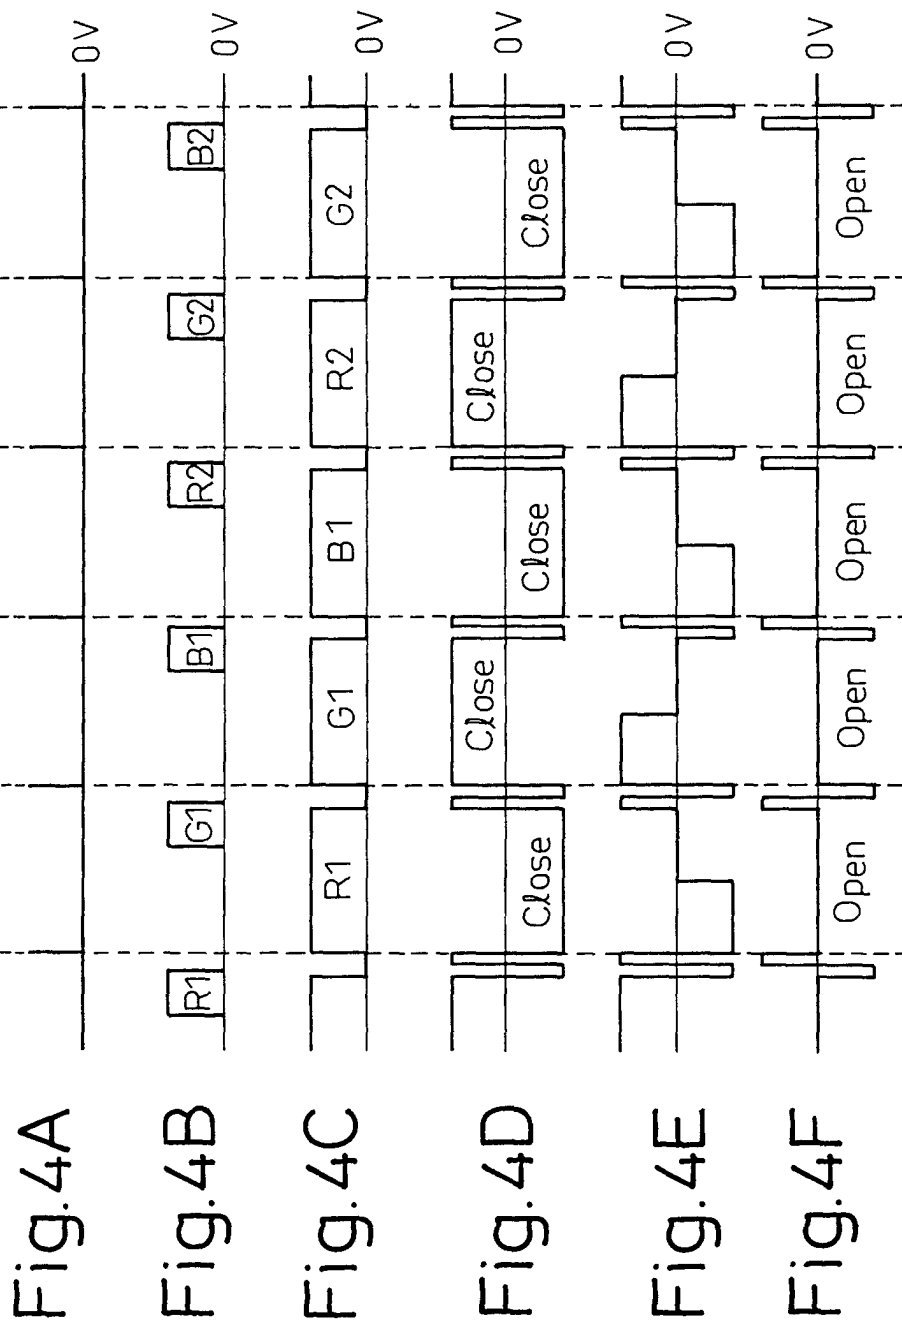 Fig. 4A
0V
Fig. 4B
R1 G1 B1 R2 G2 B2
0V
Fig. 4C
R1 G1 B1 R2 G2
0V
Fig. 4D
Close Close Close Close Close
0V
Fig. 4E
0V
Fig. 4F
Open Open Open Open Open
0V